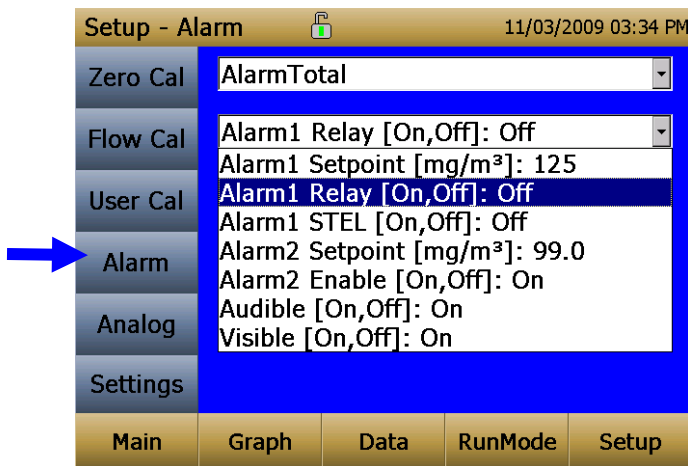 Setup - Alarm 11/03/2009 03:34 PM
Zero Cal
AlarmTotal
Flow Cal
Alarm1 Relay [On,Off]: Off
Alarm1 Setpoint [mg/m³]: 125
Alarm1 Relay [On,Off]: Off
Alarm1 STEL [On,Off]: Off
Alarm2 Setpoint [mg/m³]: 99.0
Alarm2 Enable [On,Off]: On
Audible [On,Off]: On
Visible [On,Off]: On
User Cal
Alarm
Analog
Settings
Main Graph Data RunMode Setup